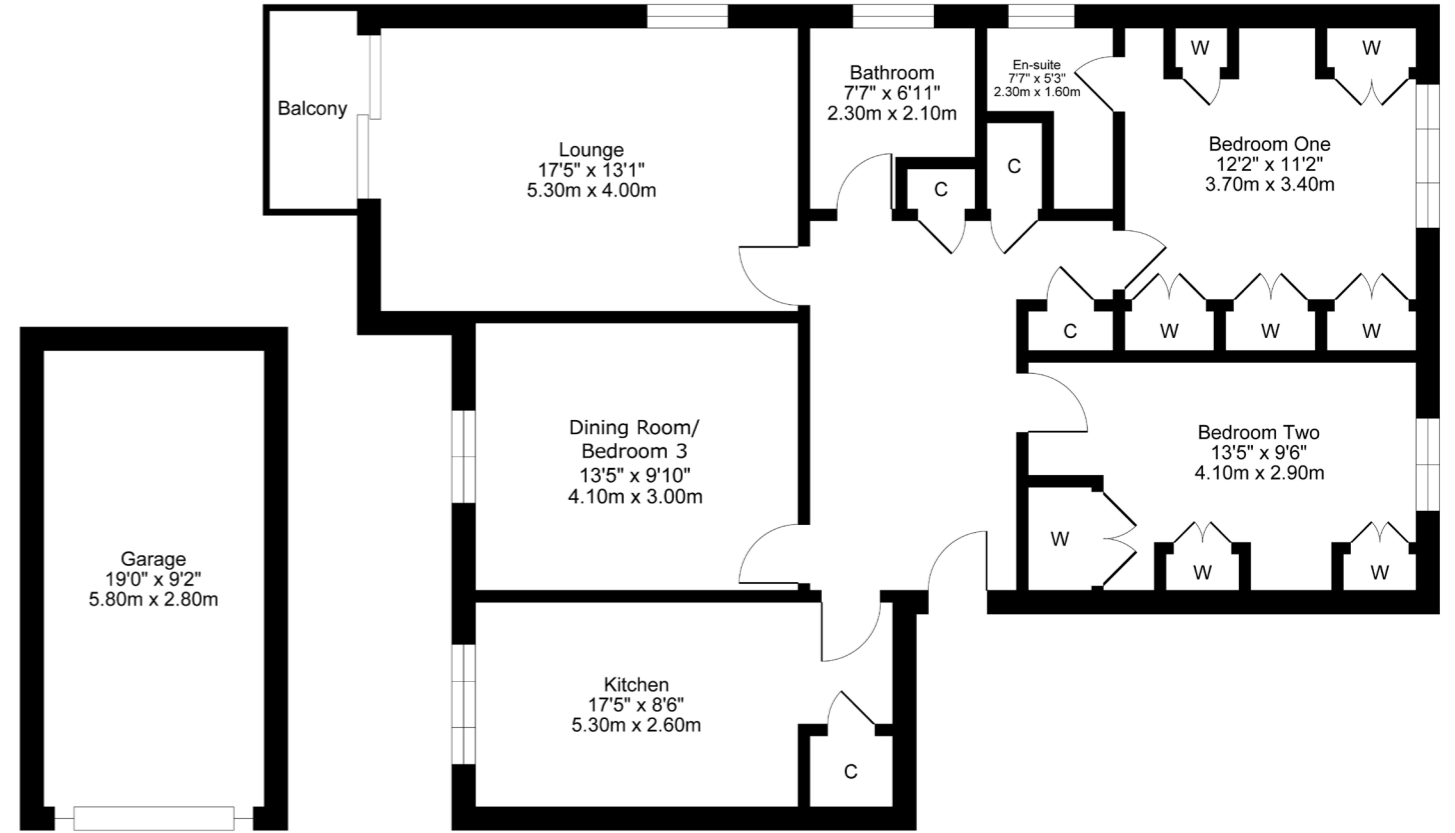 Balcony
Lounge
17'5" x 13'1"
5.30m x 4.00m
Bathroom
7'7" x 6'11"
2.30m x 2.10m
En-suite
7'7" x 5'3"
2.30m x 1.60m
W
W
Bedroom One
12'2" x 11'2"
3.70m x 3.40m
C
C
C
W
W
W
Dining Room/
Bedroom 3
13'5" x 9'10"
4.10m x 3.00m
Bedroom Two
13'5" x 9'6"
4.10m x 2.90m
W
W
W
Garage
19'0" x 9'2"
5.80m x 2.80m
Kitchen
17'5" x 8'6"
5.30m x 2.60m
C